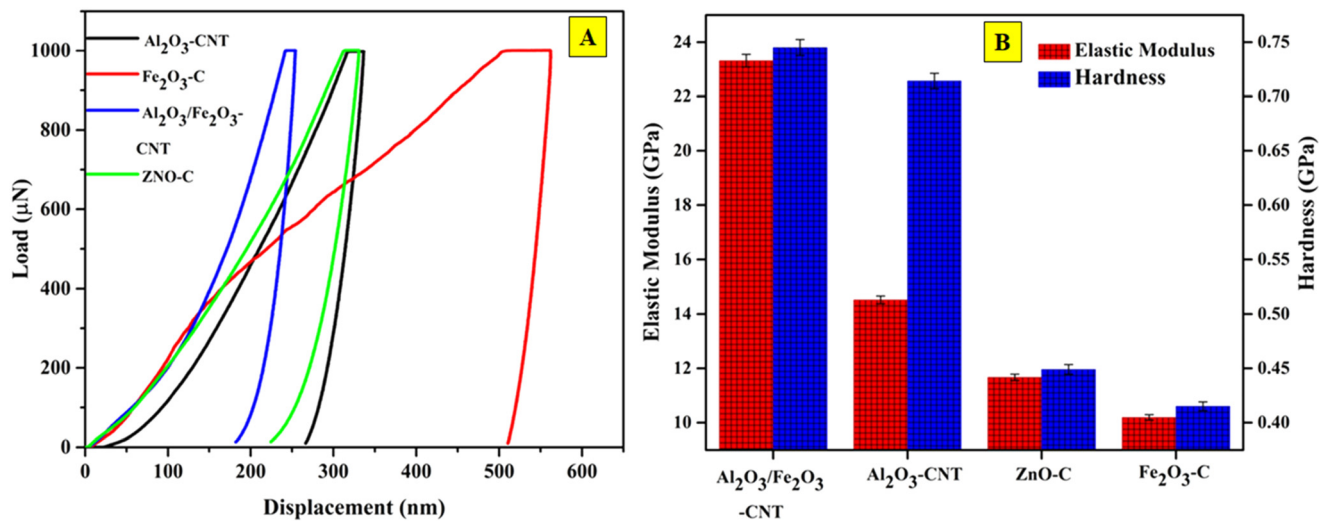 A
1000
800
600
400
200
0
Load (μN)
0
100
200
300
400
500
600
Displacement (nm)
Al₂O₃-CNT
Fe₂O₃-C
Al₂O₃/Fe₂O₃-
CNT
ZNO-C
B
24
22
20
18
16
14
12
10
Elastic Modulus (GPa)
Elastic Modulus
Hardness
0.75
0.70
0.65
0.60
0.55
0.50
0.45
0.40
Hardness (GPa)
Al₂O₃/Fe₂O₃
-CNT
Al₂O₃-CNT
ZnO-C
Fe₂O₃-C